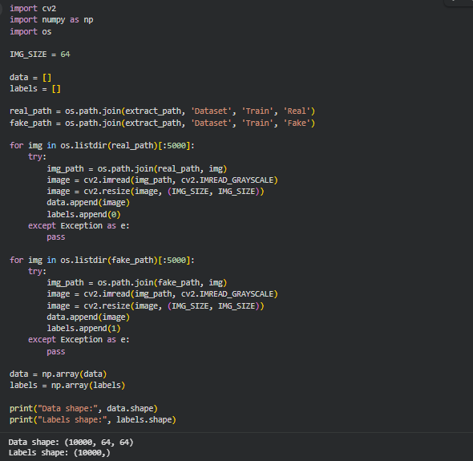 import cv2
import numpy as np
import os
IMG_SIZE = 64
data = []
labels = []
real_path = os.path.join(extract_path, 'Dataset', 'Train', 'Real')
fake_path = os.path.join(extract_path, 'Dataset', 'Train', 'Fake')
for img in os.listdir(real_path)[:5000]:
    try:
        img_path = os.path.join(real_path, img)
        image = cv2.imread(img_path, cv2.IMREAD_GRAYSCALE)
        image = cv2.resize(image, (IMG_SIZE, IMG_SIZE))
        data.append(image)
        labels.append(0)
    except Exception as e:
        pass
for img in os.listdir(fake_path)[:5000]:
    try:
        img_path = os.path.join(fake_path, img)
        image = cv2.imread(img_path, cv2.IMREAD_GRAYSCALE)
        image = cv2.resize(image, (IMG_SIZE, IMG_SIZE))
        data.append(image)
        labels.append(1)
    except Exception as e:
        pass
data = np.array(data)
labels = np.array(labels)
print("Data shape:", data.shape)
print("Labels shape:", labels.shape)
Data shape: (10000, 64, 64)
Labels shape: (10000,)